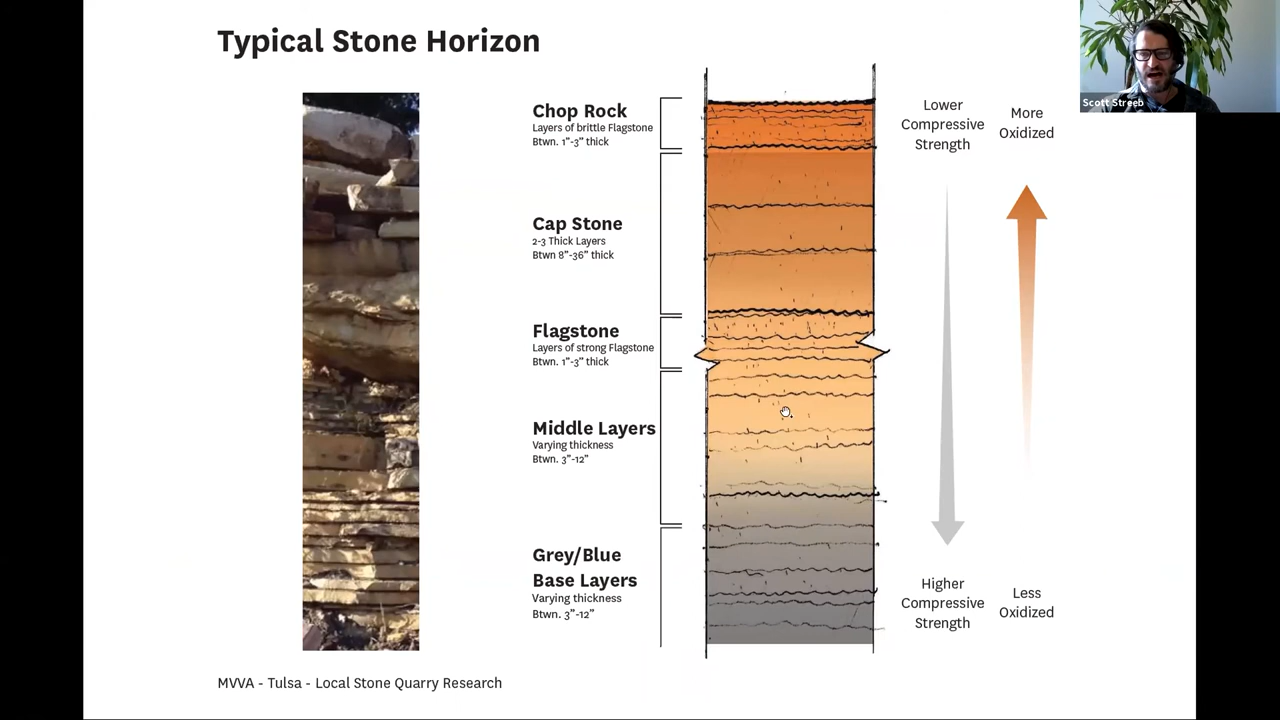 Typical Stone Horizon
Scott Streeb
Chop Rock
Layers of brittle Flagstone
Btwn. 1”-3” thick
Cap Stone
2-3 Thick Layers
Btwn 8”-36” thick
Flagstone
Layers of strong Flagstone
Btwn. 1”-3” thick
Middle Layers
Varying thickness
Btwn. 3”-12”
Grey/Blue
Base Layers
Varying thickness
Btwn. 3”-12”
Lower
Compressive
Strength
More
Oxidized
Higher
Compressive
Strength
Less
Oxidized
MVVA - Tulsa - Local Stone Quarry Research